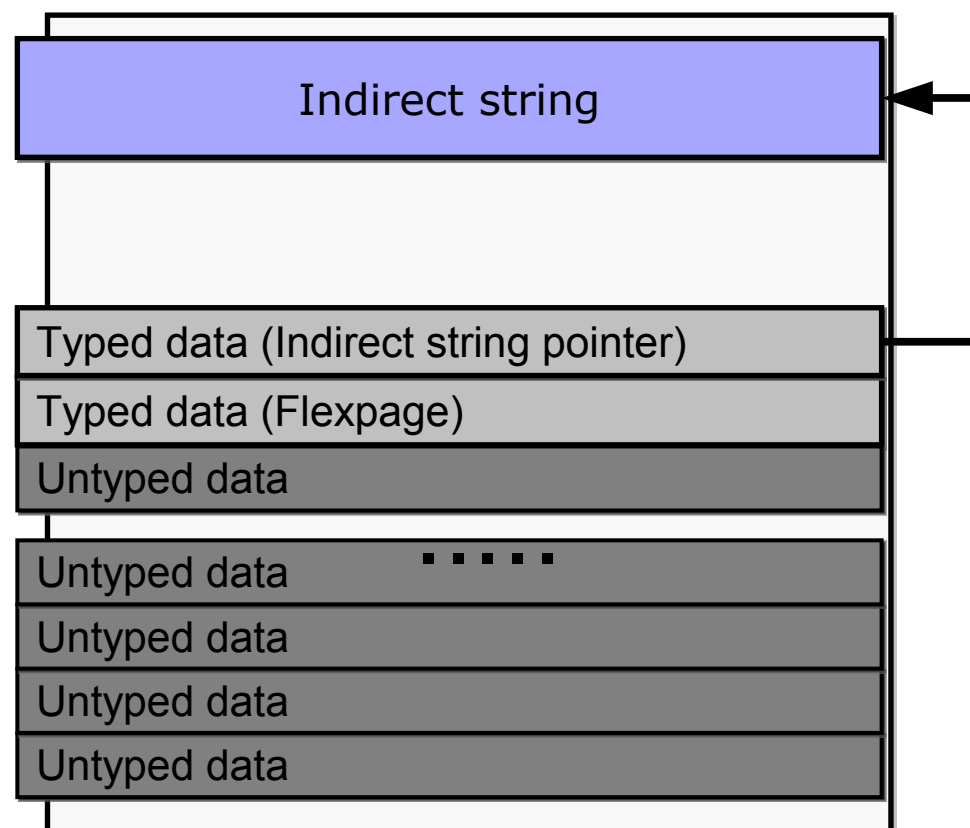 Indirect string
Typed data (Indirect string pointer)
Typed data (Flexpage)
Untyped data
.....
Untyped data
Untyped data
Untyped data
Untyped data